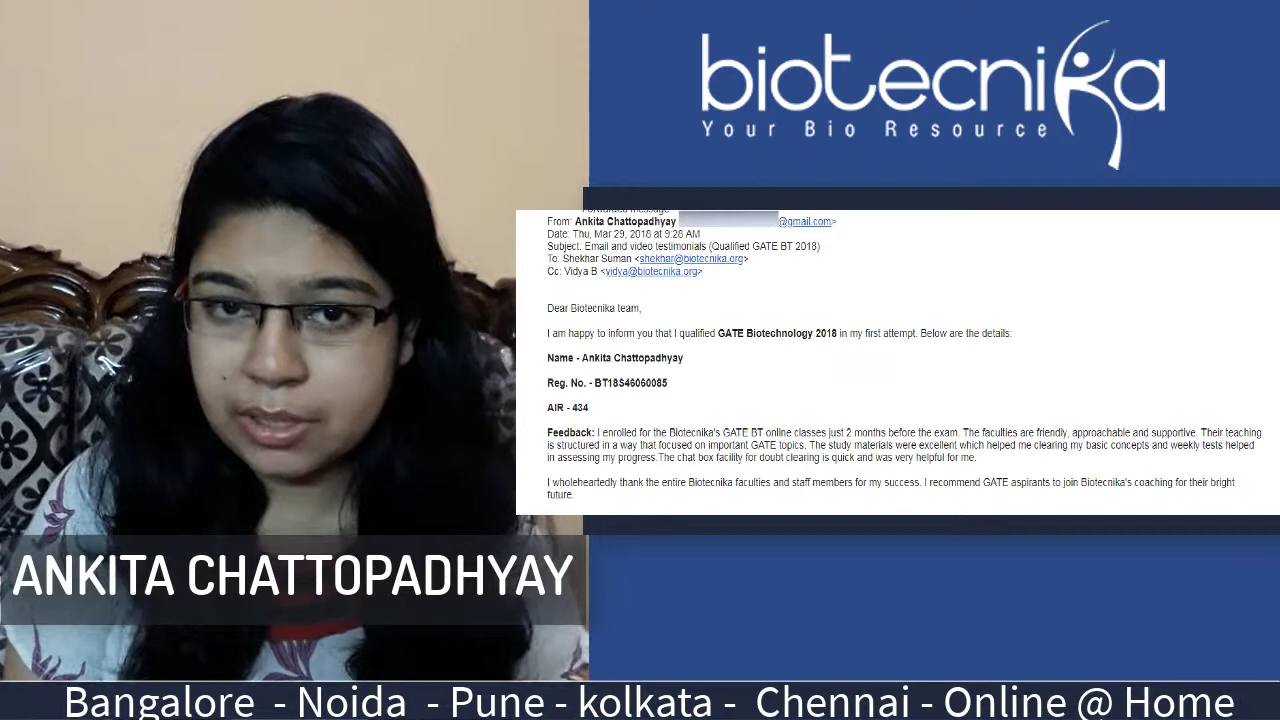 biotecnika
Your Bio Resource
Forwarded message
From: Ankita Chattopadhyay @gmail.com>
Date: Thu, Mar 29, 2018 at 9:28 AM
Subject: Email and video testimonials (Qualified GATE BT 2018)
To: Shekhar Suman <shekhar@biotecnika.org>
Cc: Vidya B <vidya@biotecnika.org>
Dear Biotecnika team,
I am happy to inform you that I qualified GATE Biotechnology 2018 in my first attempt. Below are the details:
Name - Ankita Chattopadhyay
Reg. No. - BT18S46060085
AIR - 434
Feedback: I enrolled for the Biotecnika's GATE BT online classes just 2 months before the exam. The faculties are friendly, approachable and supportive. Their teaching
is structured in a way that focused on important GATE topics. The study materials were excellent which helped me clearing my basic concepts and weekly tests helped
in assessing my progress.The chat box facility for doubt clearing is quick and was very helpful for me.
I wholeheartedly thank the entire Biotecnika faculties and staff members for my success. I recommend GATE aspirants to join Biotecnika's coaching for their bright
future.
ANKITA CHATTOPADHYAY
Bangalore - Noida - Pune - kolkata - Chennai - Online @ Home